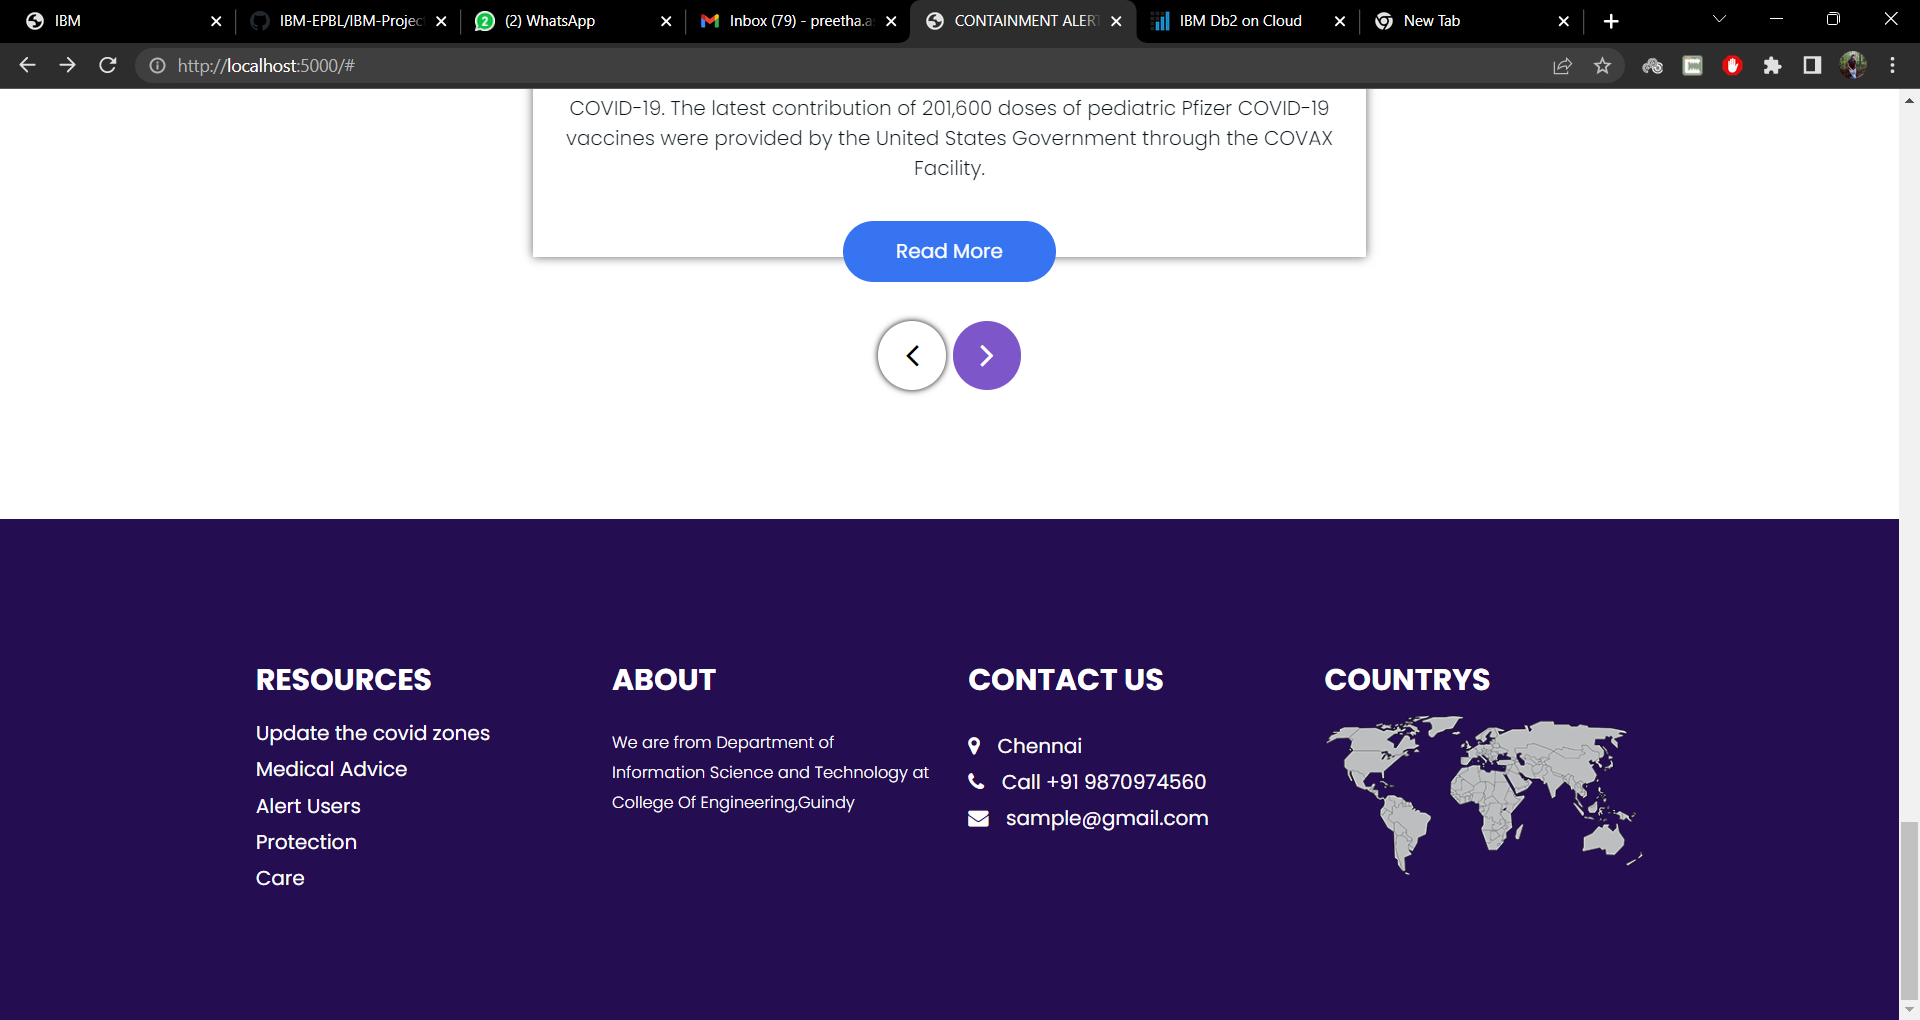 IBM
IBM-EPBL/IBM-Projec
(2) WhatsApp
Inbox (79) - preetha.a
CONTAINMENT ALERT
IBM Db2 on Cloud
New Tab
http://localhost:5000/#
COVID-19. The latest contribution of 201,600 doses of pediatric Pfizer COVID-19
vaccines were provided by the United States Government through the COVAX
Facility.
Read More
RESOURCES
Update the covid zones
Medical Advice
Alert Users
Protection
Care
ABOUT
We are from Department of
Information Science and Technology at
College Of Engineering,Guindy
CONTACT US
Chennai
Call +91 9870974560
sample@gmail.com
COUNTRYS